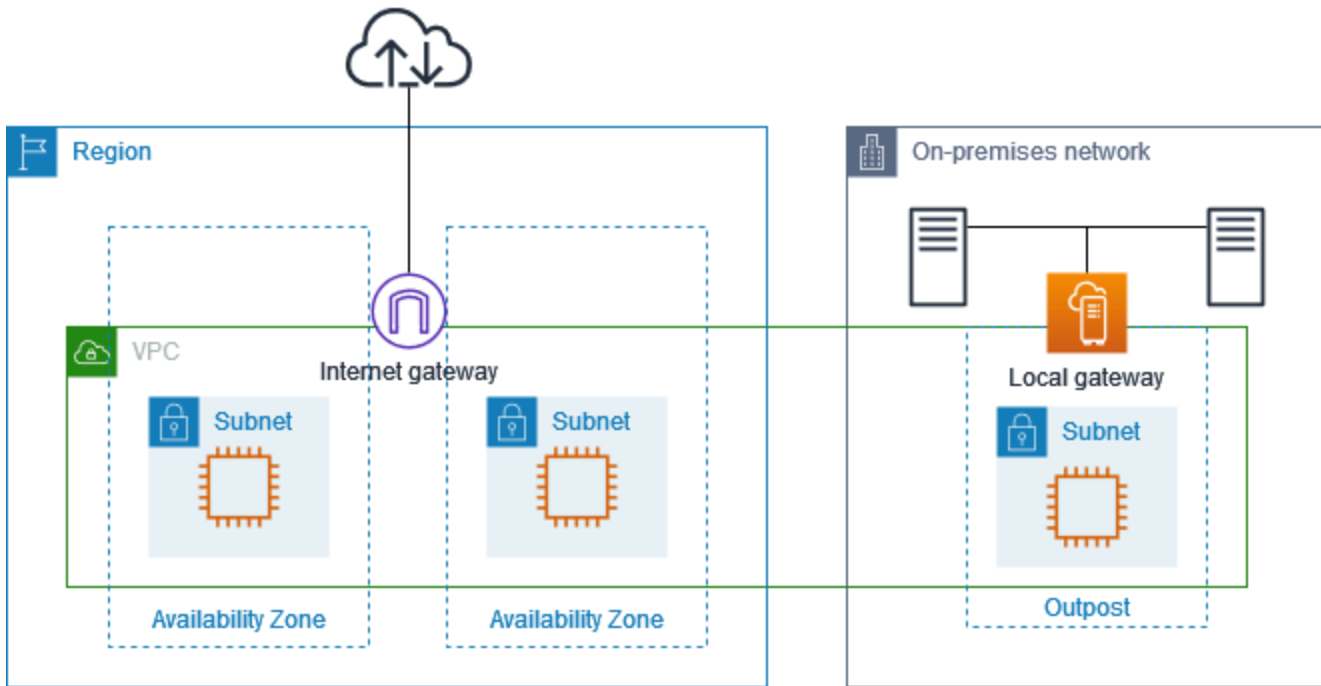 Region
On-premises network
VPC
Internet gateway
Local gateway
Subnet
Subnet
Subnet
Availability Zone
Availability Zone
Outpost